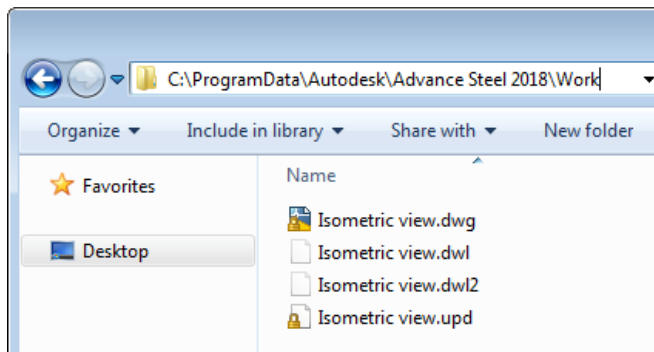 C:\ProgramData\Autodesk\Advance Steel 2018\Work
Organize Include in library Share with New folder
Favorites
Desktop
Name
Isometric view.dwg
Isometric view.dwl
Isometric view.dwl2
Isometric view.upd